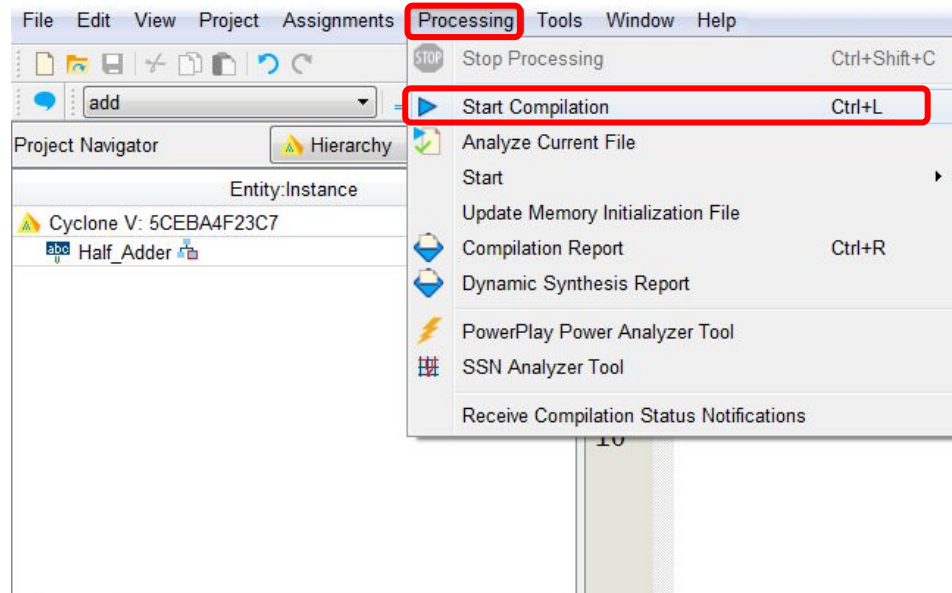 File Edit View Project Assignments Processing Tools Window Help
STOP Stop Processing Ctrl+Shift+C
add
Start Compilation Ctrl+L
Project Navigator Hierarchy
Analyze Current File
Entity:Instance
Start
Cyclone V: 5CEBA4F23C7
Update Memory Initialization File
abc Half_Adder
Compilation Report Ctrl+R
Dynamic Synthesis Report
PowerPlay Power Analyzer Tool
SSN Analyzer Tool
Receive Compilation Status Notifications